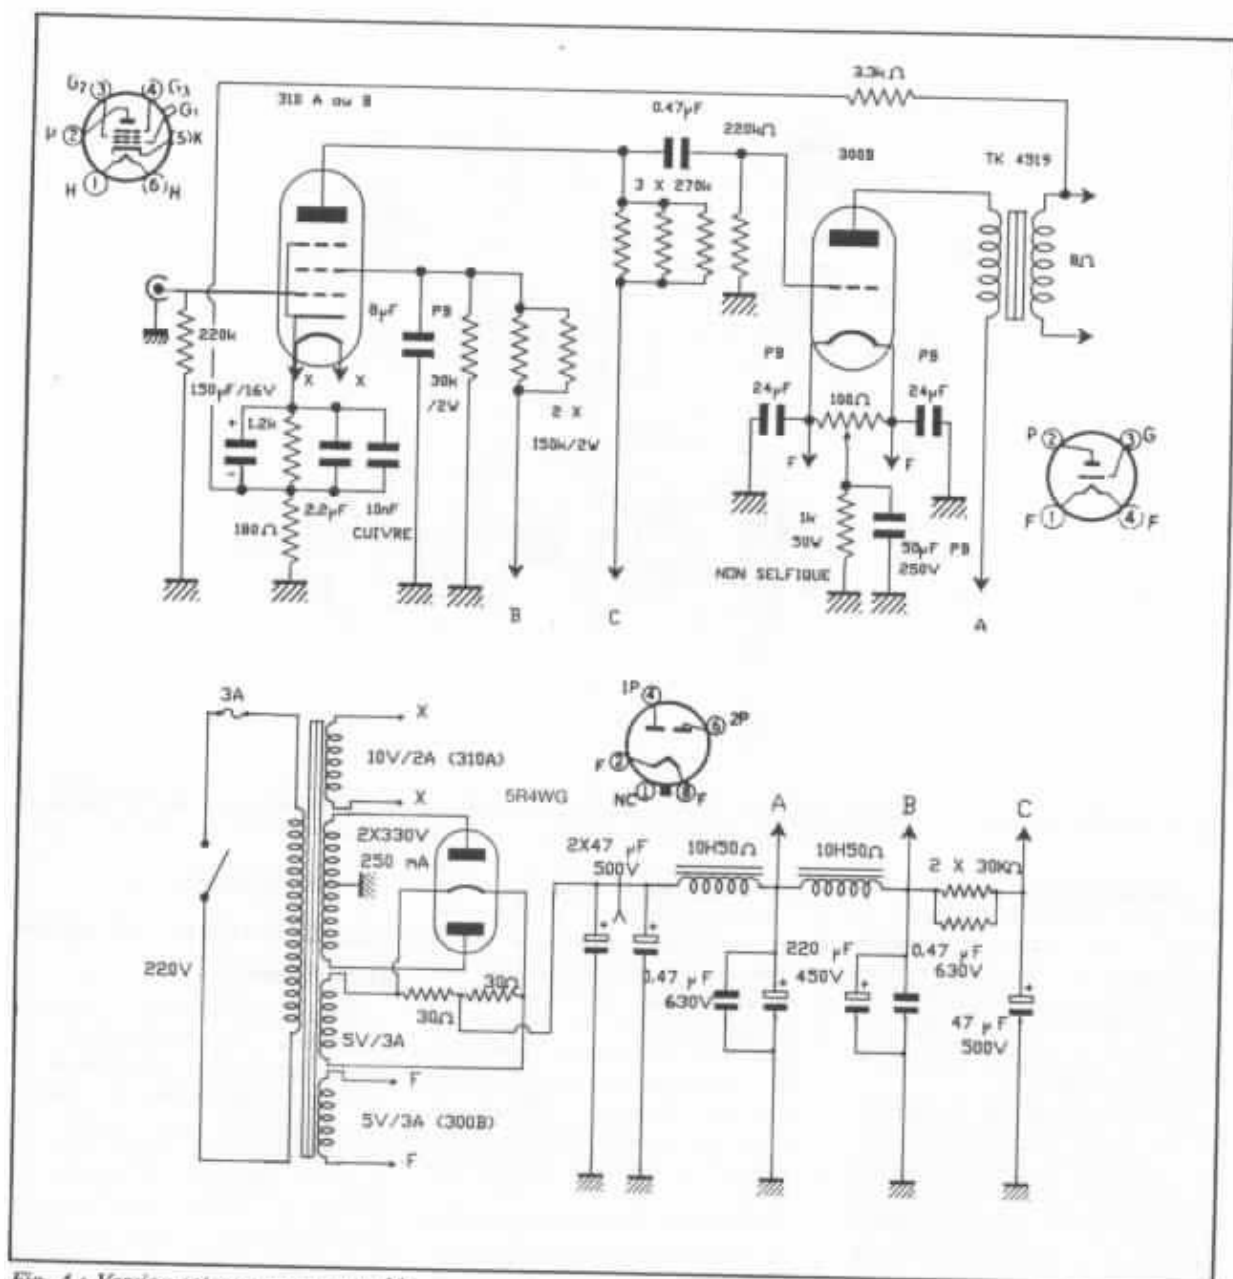 G2 3 4 G3
G1
2 5 K
H 1 6 H
310 A ou B
0.47µF
220kΩ
3.3kΩ
300B
TK 4319
3 X 270k
8Ω
220k
8µF
PB
30k
/2W
2 X
150k/2W
X X
150µF/16V
+
1.2k
-
2.2µF
10nF
CUIVRE
180Ω
PB
24µF
100Ω
PB
24µF
F F
1k
50W
NON SELFIQUE
50µF PB
250V
P 2 3 G
F 1 4 F
B C A
3A
X
10V/2A (310A)
X
2X330V
250 mA
5R4WG
1P 4
6 2P
F 2
NC 1 8 F
220V
30Ω
30Ω
5V/3A
F
5V/3A (300B)
F
2X47 µF
500V
+ +
10H50Ω
A
10H50Ω
B
C
2 X 30KΩ
0.47 µF
630V
220 µF
450V
+ +
0.47 µF
630V
+
47 µF
500V
Fig. 4 : Version